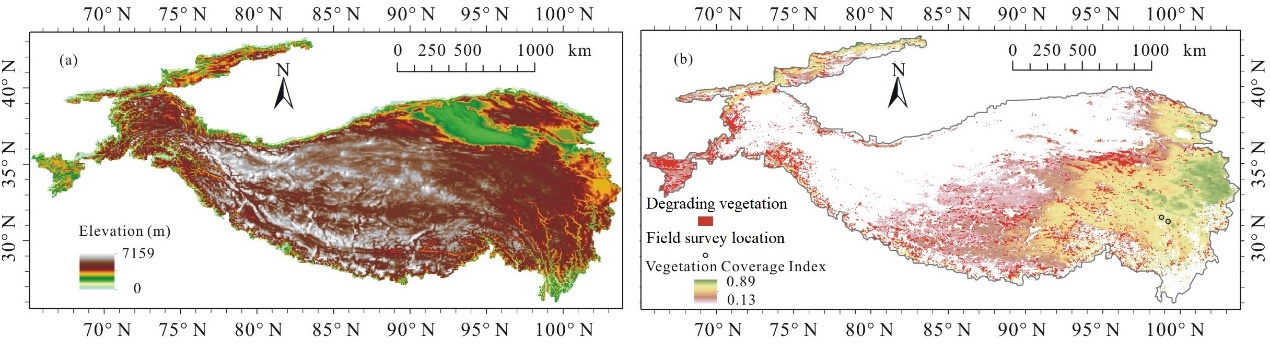 70° N 75° N 80° N 85° N 90° N 95° N 100° N
(a)
0 250 500 1000 km
N
40° N
35° N
30° N
Elevation (m)
7159
0
70° N 75° N 80° N 85° N 90° N 95° N 100° N
70° N 75° N 80° N 85° N 90° N 95° N 100° N
(b)
0 250 500 1000 km
N
40° N
35° N
30° N
Degrading vegetation
Field survey location
Vegetation Coverage Index
0.89
0.13
70° N 75° N 80° N 85° N 90° N 95° N 100° N